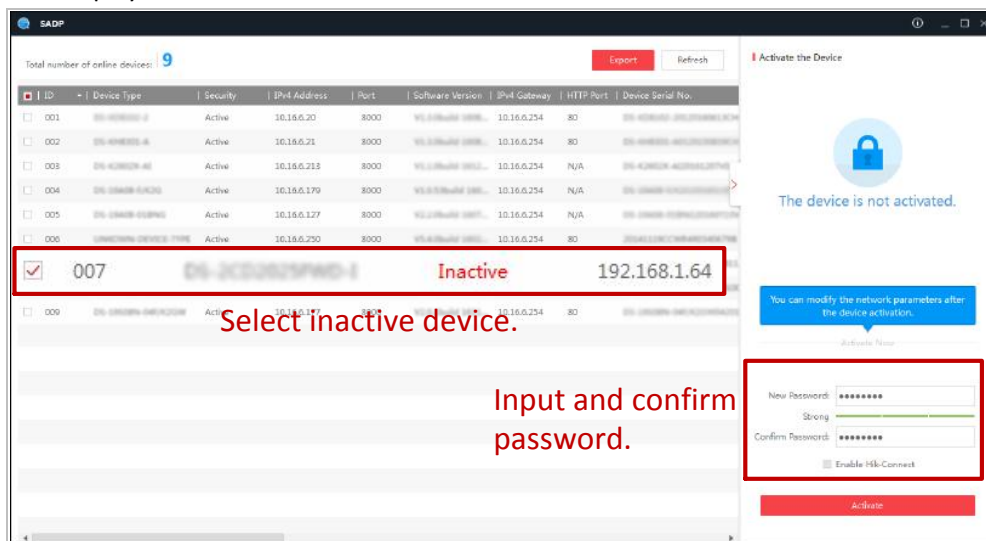 SADP
Total number of online devices: 9
Export
Refresh
Activate the Device
ID | Device Type | Security | IPv4 Address | Port | Software Version | IPv4 Gateway | HTTP Port | Device Serial No.
001 Active 10.16.6.20 8000 10.16.6.254 80
002 Active 10.16.6.21 8000 10.16.6.254 80
003 Active 10.16.6.213 8000 10.16.6.254 N/A
004 Active 10.16.6.179 8000 10.16.6.254 N/A
005 Active 10.16.6.127 8000 10.16.6.254 N/A
006 Active 10.16.6.250 8000 10.16.6.254 80
007 Inactive 192.168.1.64
009 8000 10.16.6.254 80
Select inactive device.
Input and confirm
password.
The device is not activated.
You can modify the network parameters after
the device activation.
Activate Now
New Password: ••••••••
Strong
Confirm Password: ••••••••
Enable Hik-Connect
Activate